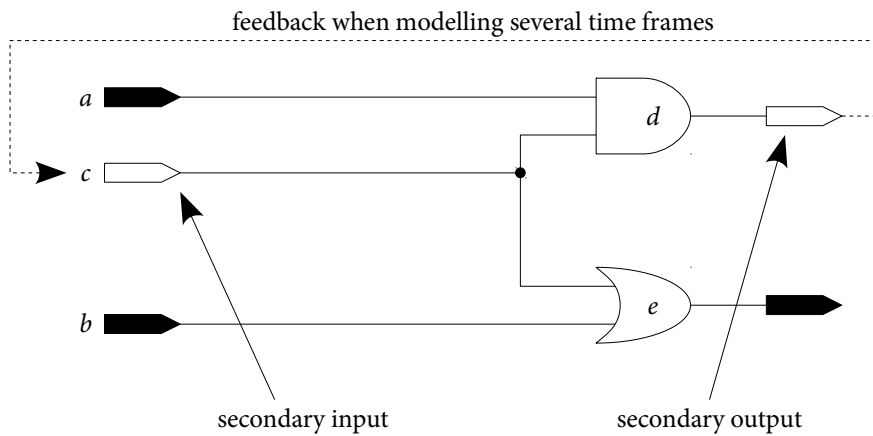 feedback when modelling several time frames
a
d
c
b
e
secondary input
secondary output